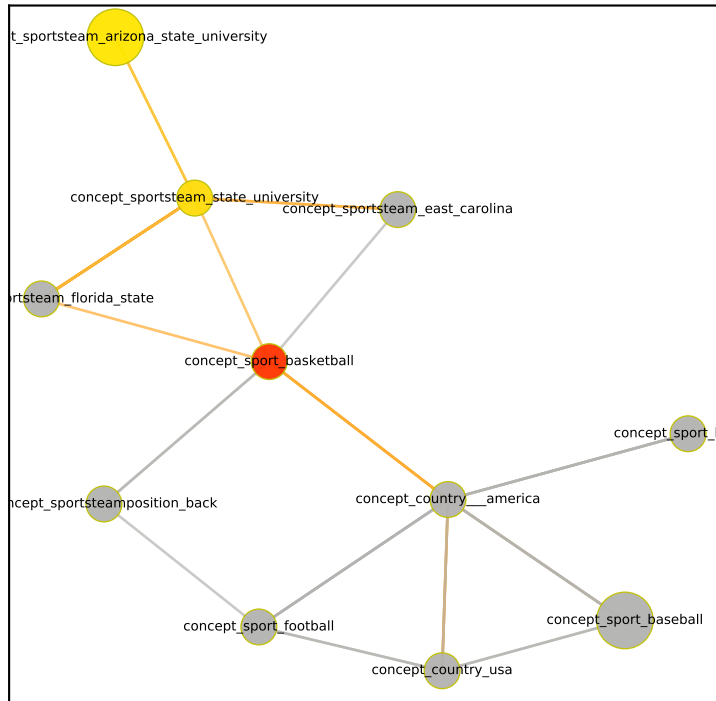 t_sportsteam_arizona_state_university
concept_sportsteam_state_university
concept_sportsteam_east_carolina
ortsteam_florida_state
concept_sport_basketball
concept_sport_
concept_country___america
ncept_sportsteamposition_back
concept_sport_baseball
concept_sport_football
concept_country_usa